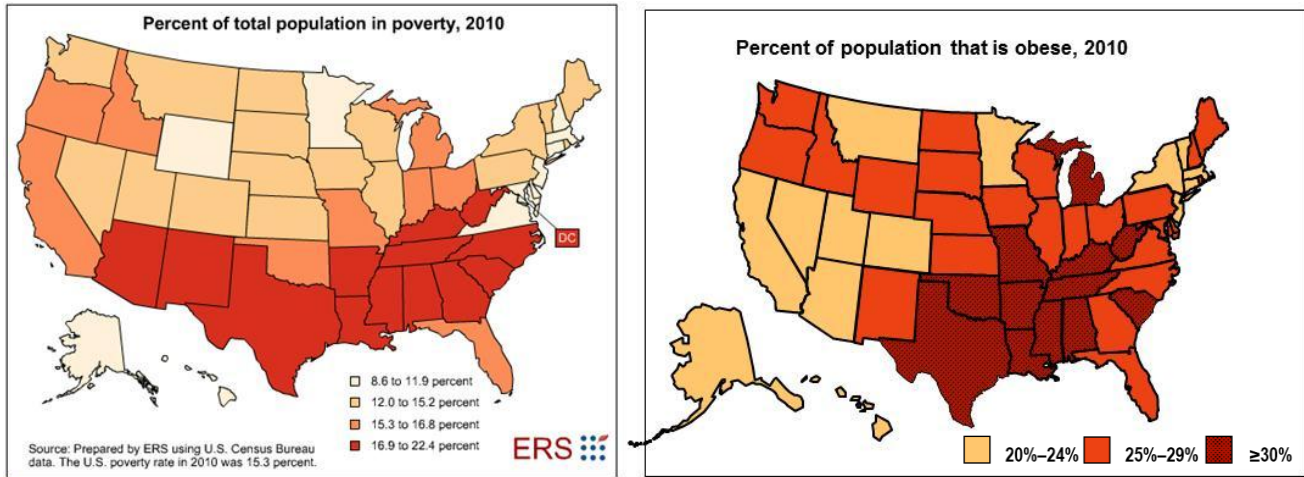 Percent of total population in poverty, 2010
DC
8.6 to 11.9 percent
12.0 to 15.2 percent
15.3 to 16.8 percent
16.9 to 22.4 percent
Source: Prepared by ERS using U.S. Census Bureau
data. The U.S. poverty rate in 2010 was 15.3 percent.
ERS
Percent of population that is obese, 2010
20%–24% 25%–29% ≥30%